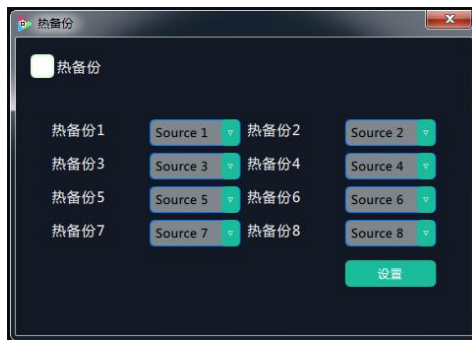 热备份
热备份
热备份1 Source 1 热备份2 Source 2
热备份3 Source 3 热备份4 Source 4
热备份5 Source 5 热备份6 Source 6
热备份7 Source 7 热备份8 Source 8
设置